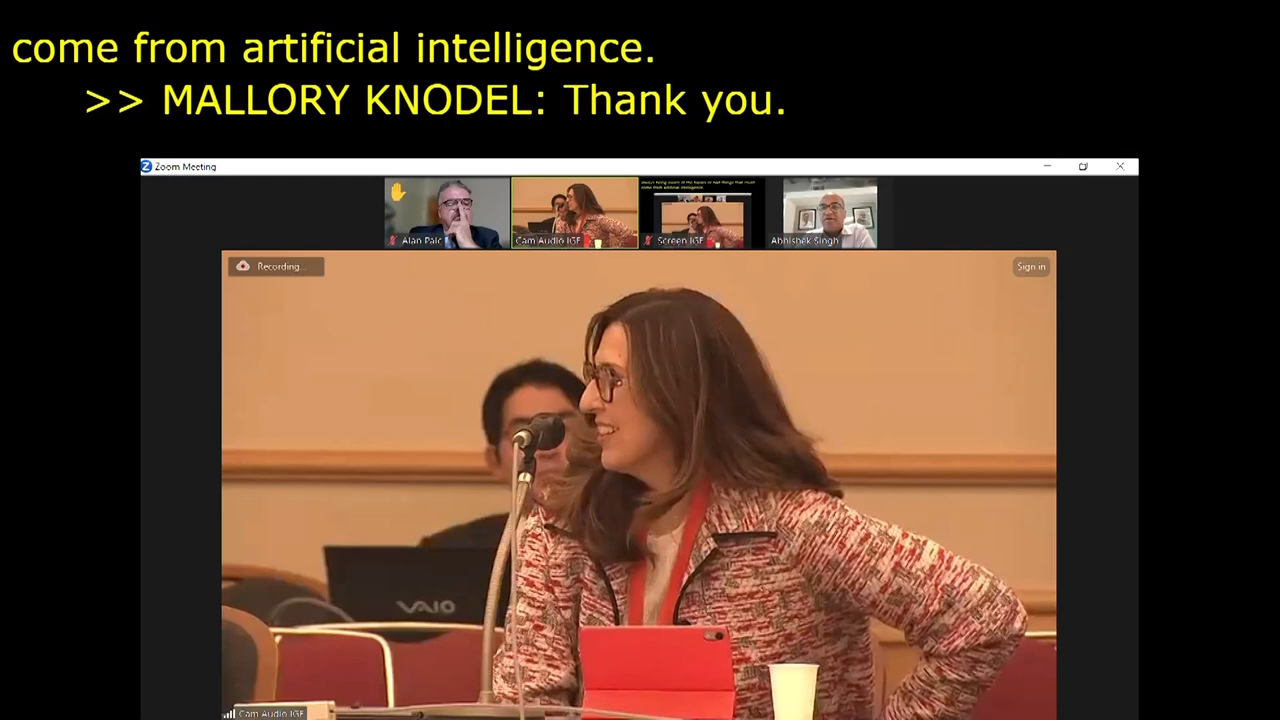 come from artificial intelligence.
>> MALLORY KNODEL: Thank you.
Zoom Meeting
Alan Paic
Cam Audio IGF
Screen IGF
Abhishek Singh
Recording...
Sign in
VAIO
Cam Audio IGF